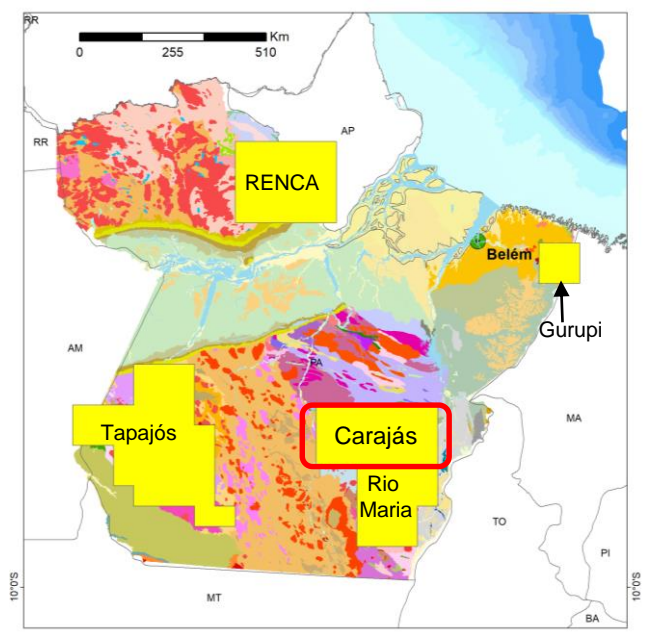 RR
Km
0 255 510
AP
RR
RENCA
Belém
Gurupi
AM
PA
MA
Tapajós
Carajás
Rio
Maria
TO
PI
10°0'S
10°0'S
MT
BA